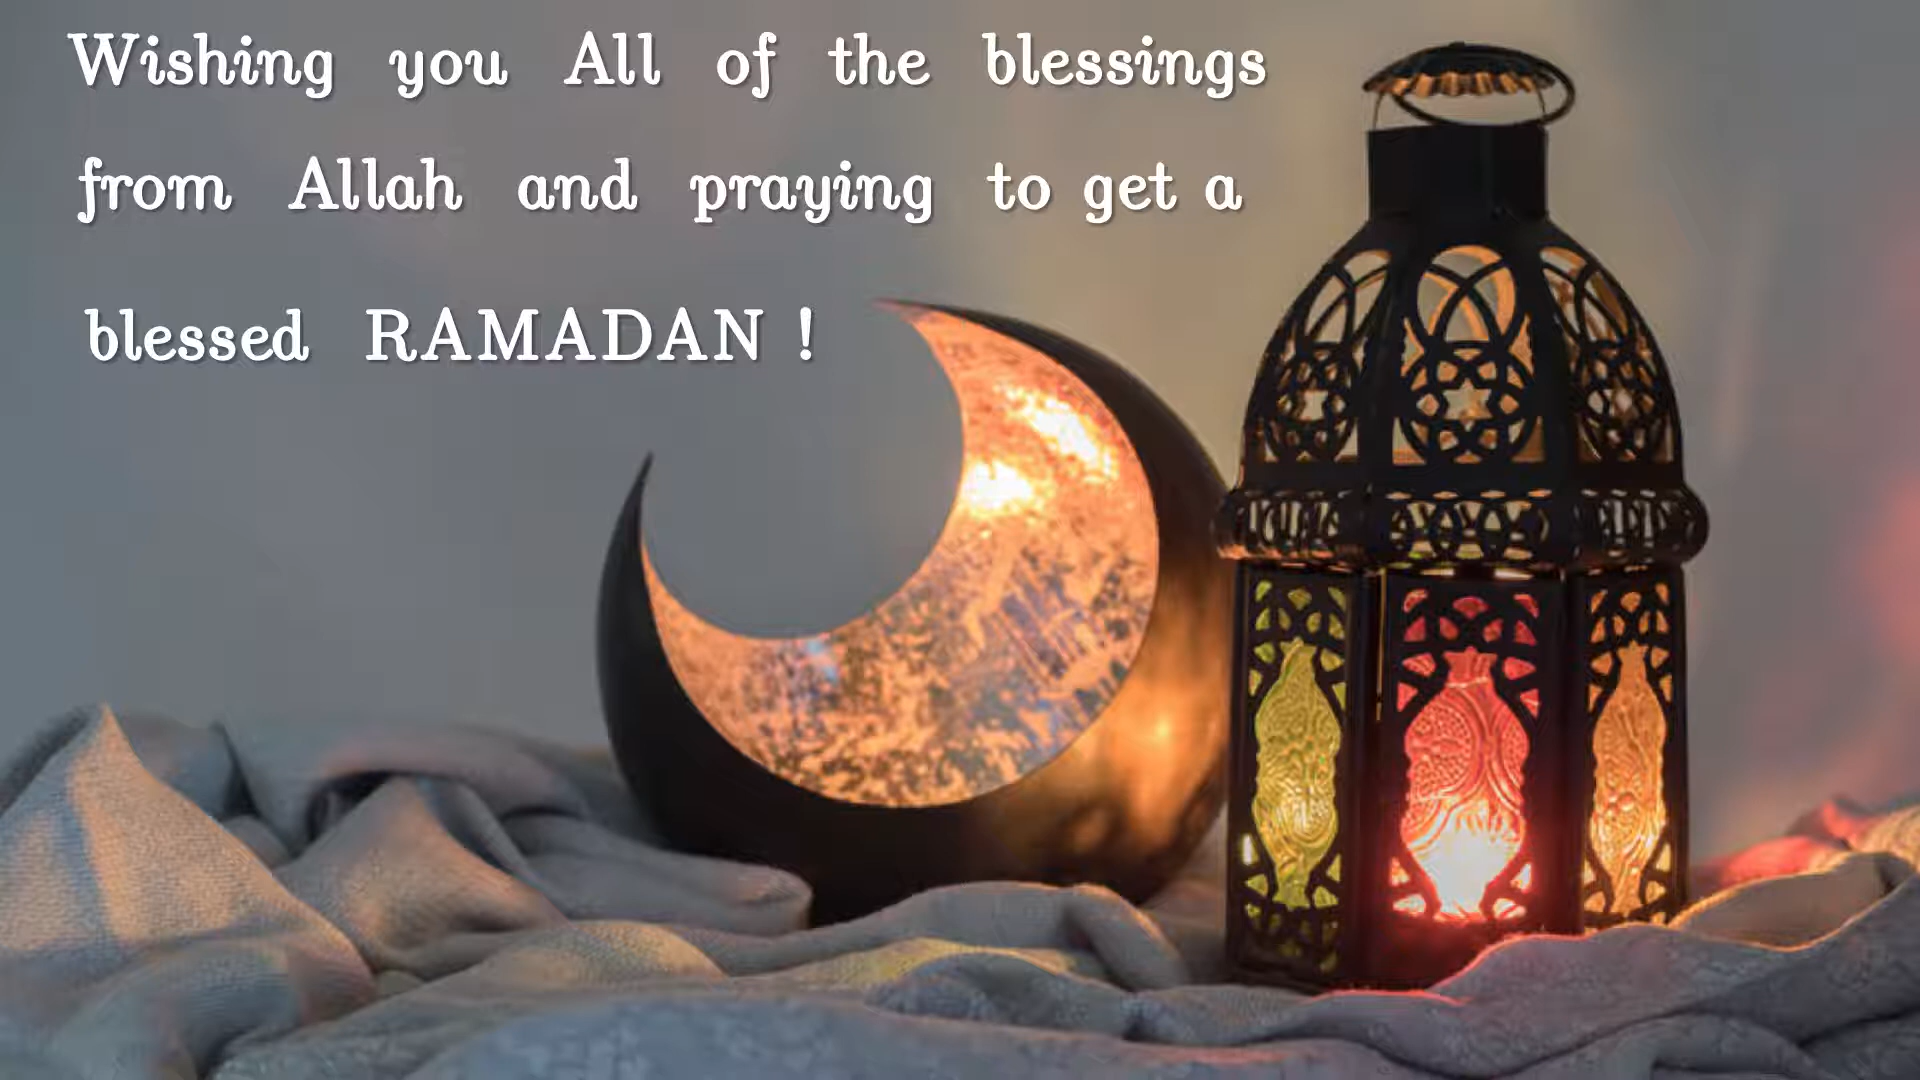 Wishing you All of the blessings
from Allah and praying to get a
blessed RAMADAN !